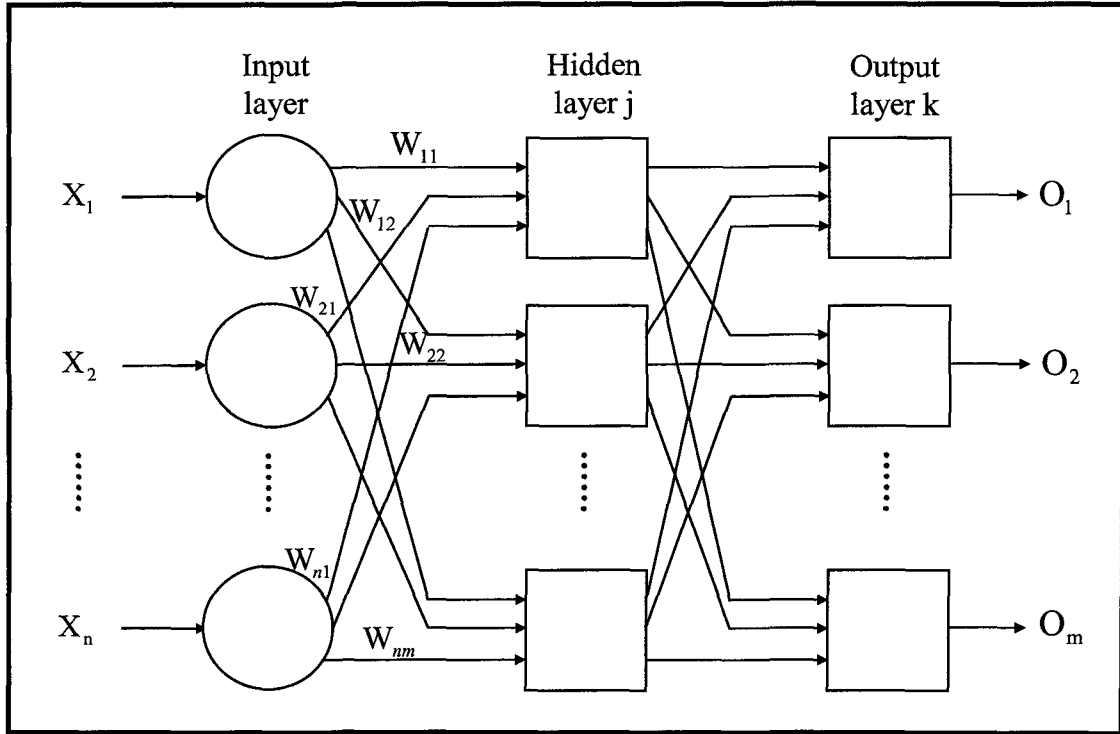 Input
layer
Hidden
layer j
Output
layer k
W₁₁
X₁
W₁₂
O₁
W₂₁
W₂₂
X₂
O₂
Wₙ₁
Xₙ
Wₙₘ
Oₘ